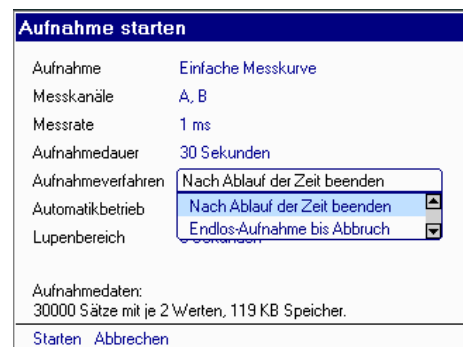 Aufnahme starten
Aufnahme Einfache Messkurve
Messkanäle A, B
Messrate 1 ms
Aufnahmedauer 30 Sekunden
Aufnahmeverfahren Nach Ablauf der Zeit beenden
Automatikbetrieb Nach Ablauf der Zeit beenden
Endlos-Aufnahme bis Abbruch
Lupenbereich
Aufnahmedaten:
30000 Sätze mit je 2 Werten, 119 KB Speicher.
Starten Abbrechen